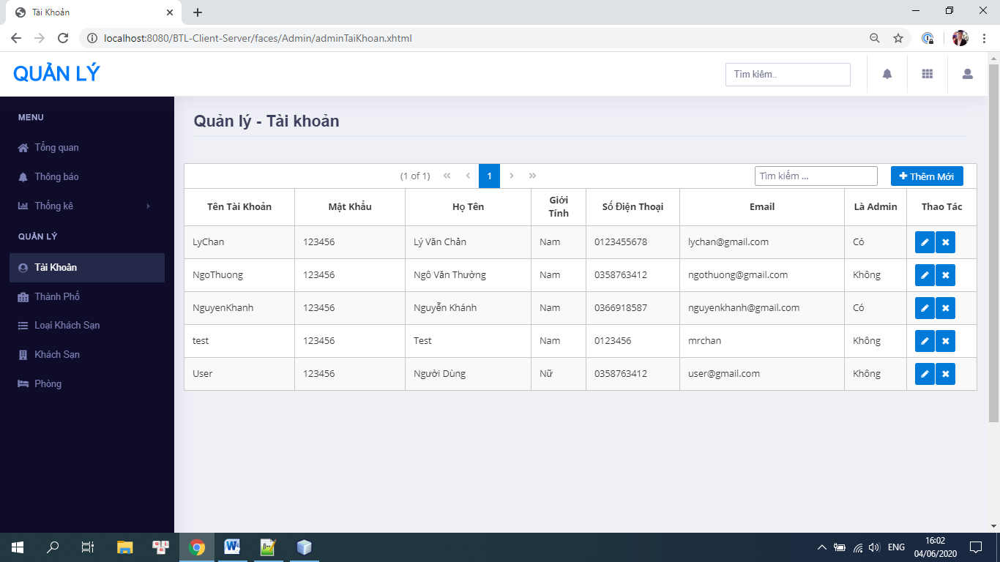 Tài Khoản
localhost:8080/BTL-Client-Server/faces/Admin/adminTaiKhoan.xhtml
QUẢN LÝ
Tìm kiếm..
MENU
Tổng quan
Thông báo
Thống kê
QUẢN LÝ
Tài Khoản
Thành Phố
Loại Khách Sạn
Khách Sạn
Phòng
Quản lý - Tài khoản
(1 of 1) 1 Tìm kiếm ... Thêm Mới
Tên Tài Khoản Mật Khẩu Họ Tên Giới Tính Số Điện Thoại Email Là Admin Thao Tác
LyChan 123456 Lý Văn Chản Nam 0123455678 lychan@gmail.com Có
NgoThuong 123456 Ngô Văn Thưởng Nam 0358763412 ngothuong@gmail.com Không
NguyenKhanh 123456 Nguyễn Khánh Nam 0366918587 nguyenkhanh@gmail.com Có
test 123456 Test Nam 0123456 mrchan Không
User 123456 Người Dùng Nữ 0358763412 user@gmail.com Không
ENG
16:02
04/06/2020